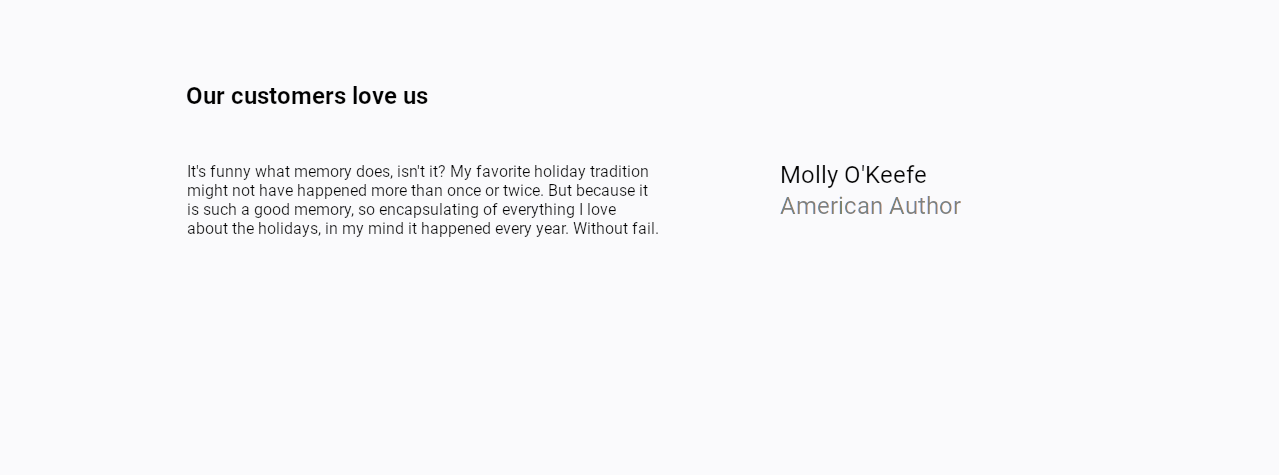 Our customers love us
It's funny what memory does, isn't it? My favorite holiday tradition
might not have happened more than once or twice. But because it
is such a good memory, so encapsulating of everything I love
about the holidays, in my mind it happened every year. Without fail.
Molly O'Keefe
American Author